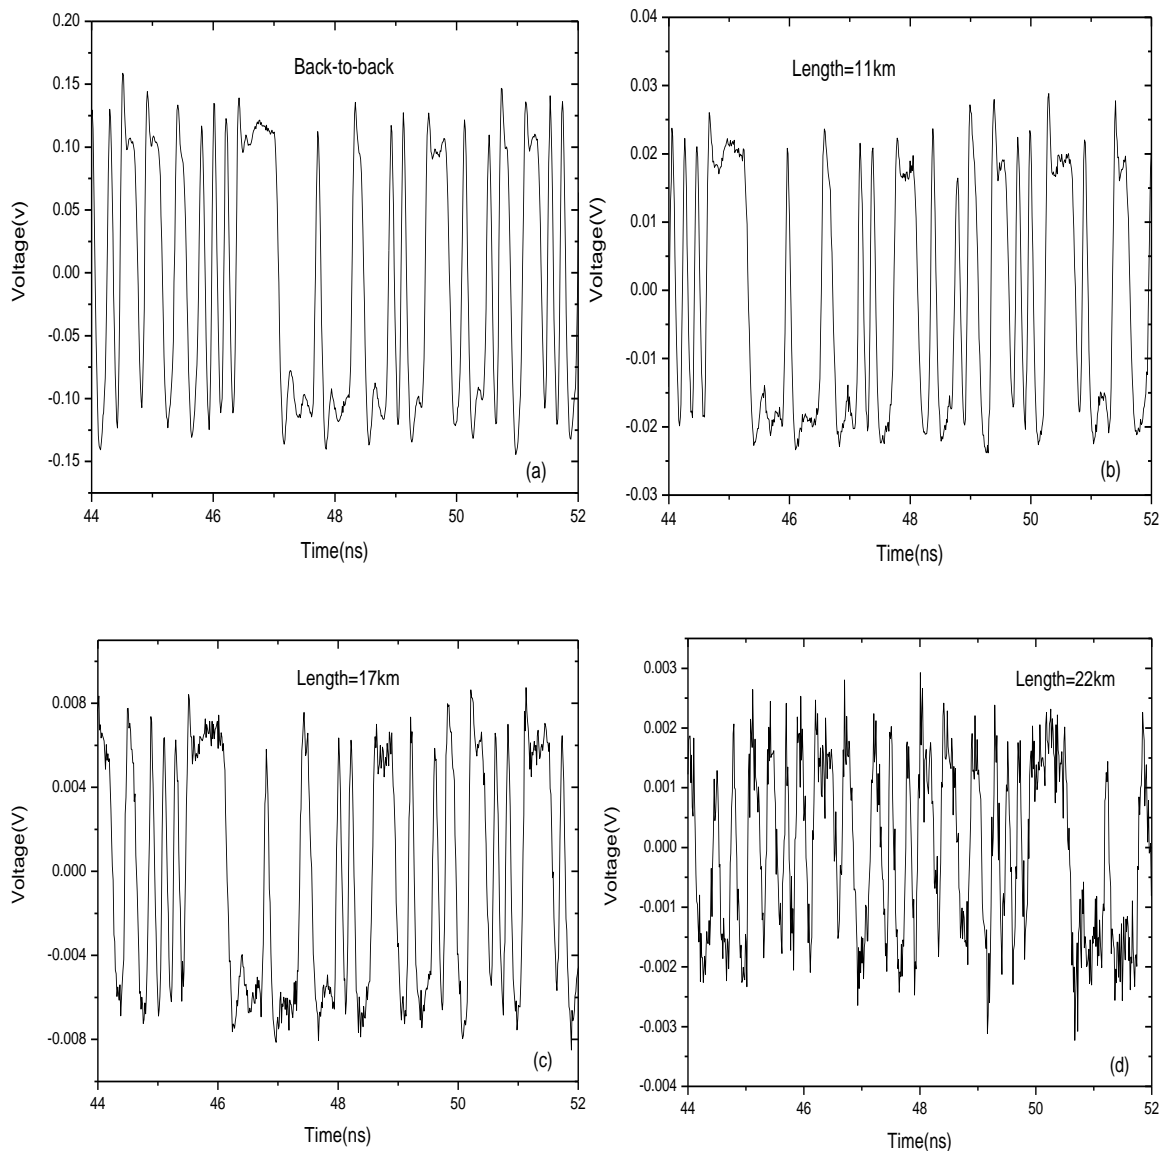 0.20
0.15
0.10
0.05
0.00
-0.05
-0.10
-0.15
Voltage(v)
Back-to-back
(a)
44 46 48 50 52
Time(ns)
0.04
0.03
0.02
0.01
0.00
-0.01
-0.02
-0.03
Voltage(V)
Length=11km
(b)
44 46 48 50 52
Time(ns)
0.008
0.004
0.000
-0.004
-0.008
Voltage(V)
Length=17km
(c)
44 46 48 50 52
Time(ns)
0.003
0.002
0.001
0.000
-0.001
-0.002
-0.003
-0.004
Voltage(V)
Length=22km
(d)
44 46 48 50 52
Time(ns)